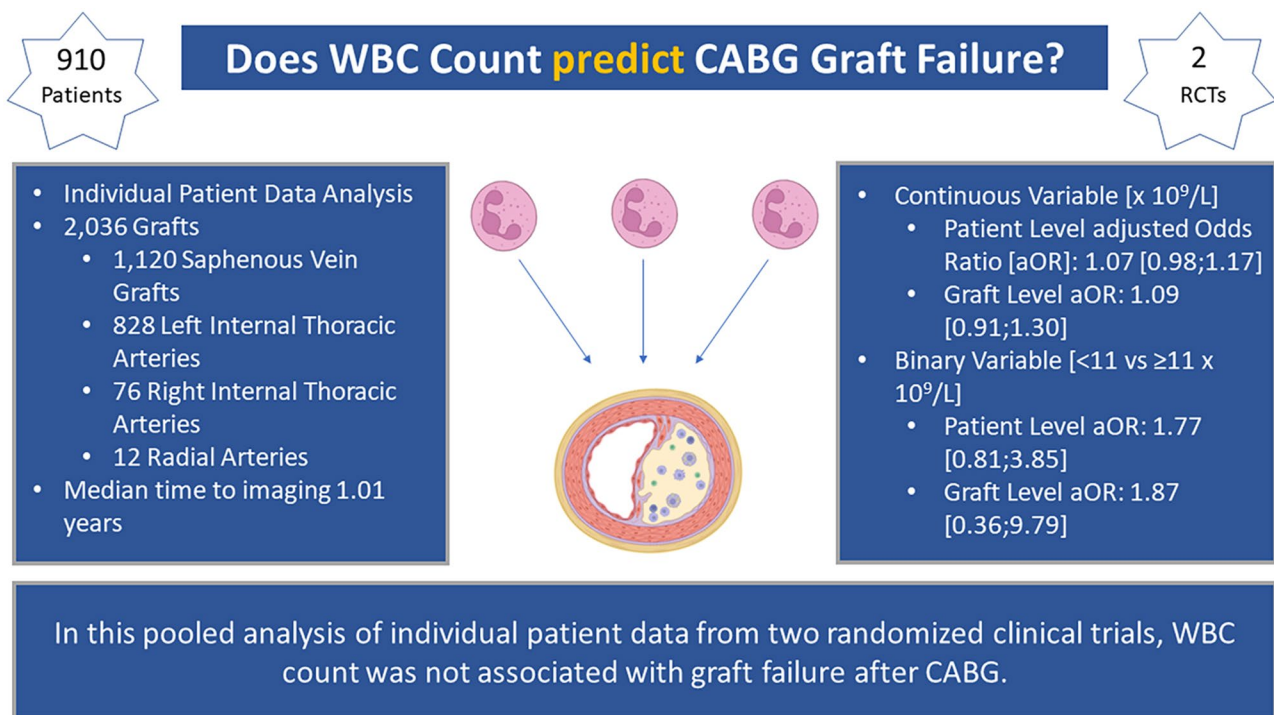 910
Patients
Does WBC Count predict CABG Graft Failure?
2
RCTs
• Individual Patient Data Analysis
• 2,036 Grafts
• 1,120 Saphenous Vein
Grafts
• 828 Left Internal Thoracic
Arteries
• 76 Right Internal Thoracic
Arteries
• 12 Radial Arteries
• Median time to imaging 1.01
years
• Continuous Variable [x 10⁹/L]
• Patient Level adjusted Odds
Ratio [aOR]: 1.07 [0.98;1.17]
• Graft Level aOR: 1.09
[0.91;1.30]
• Binary Variable [<11 vs ≥11 x
10⁹/L]
• Patient Level aOR: 1.77
[0.81;3.85]
• Graft Level aOR: 1.87
[0.36;9.79]
In this pooled analysis of individual patient data from two randomized clinical trials, WBC
count was not associated with graft failure after CABG.